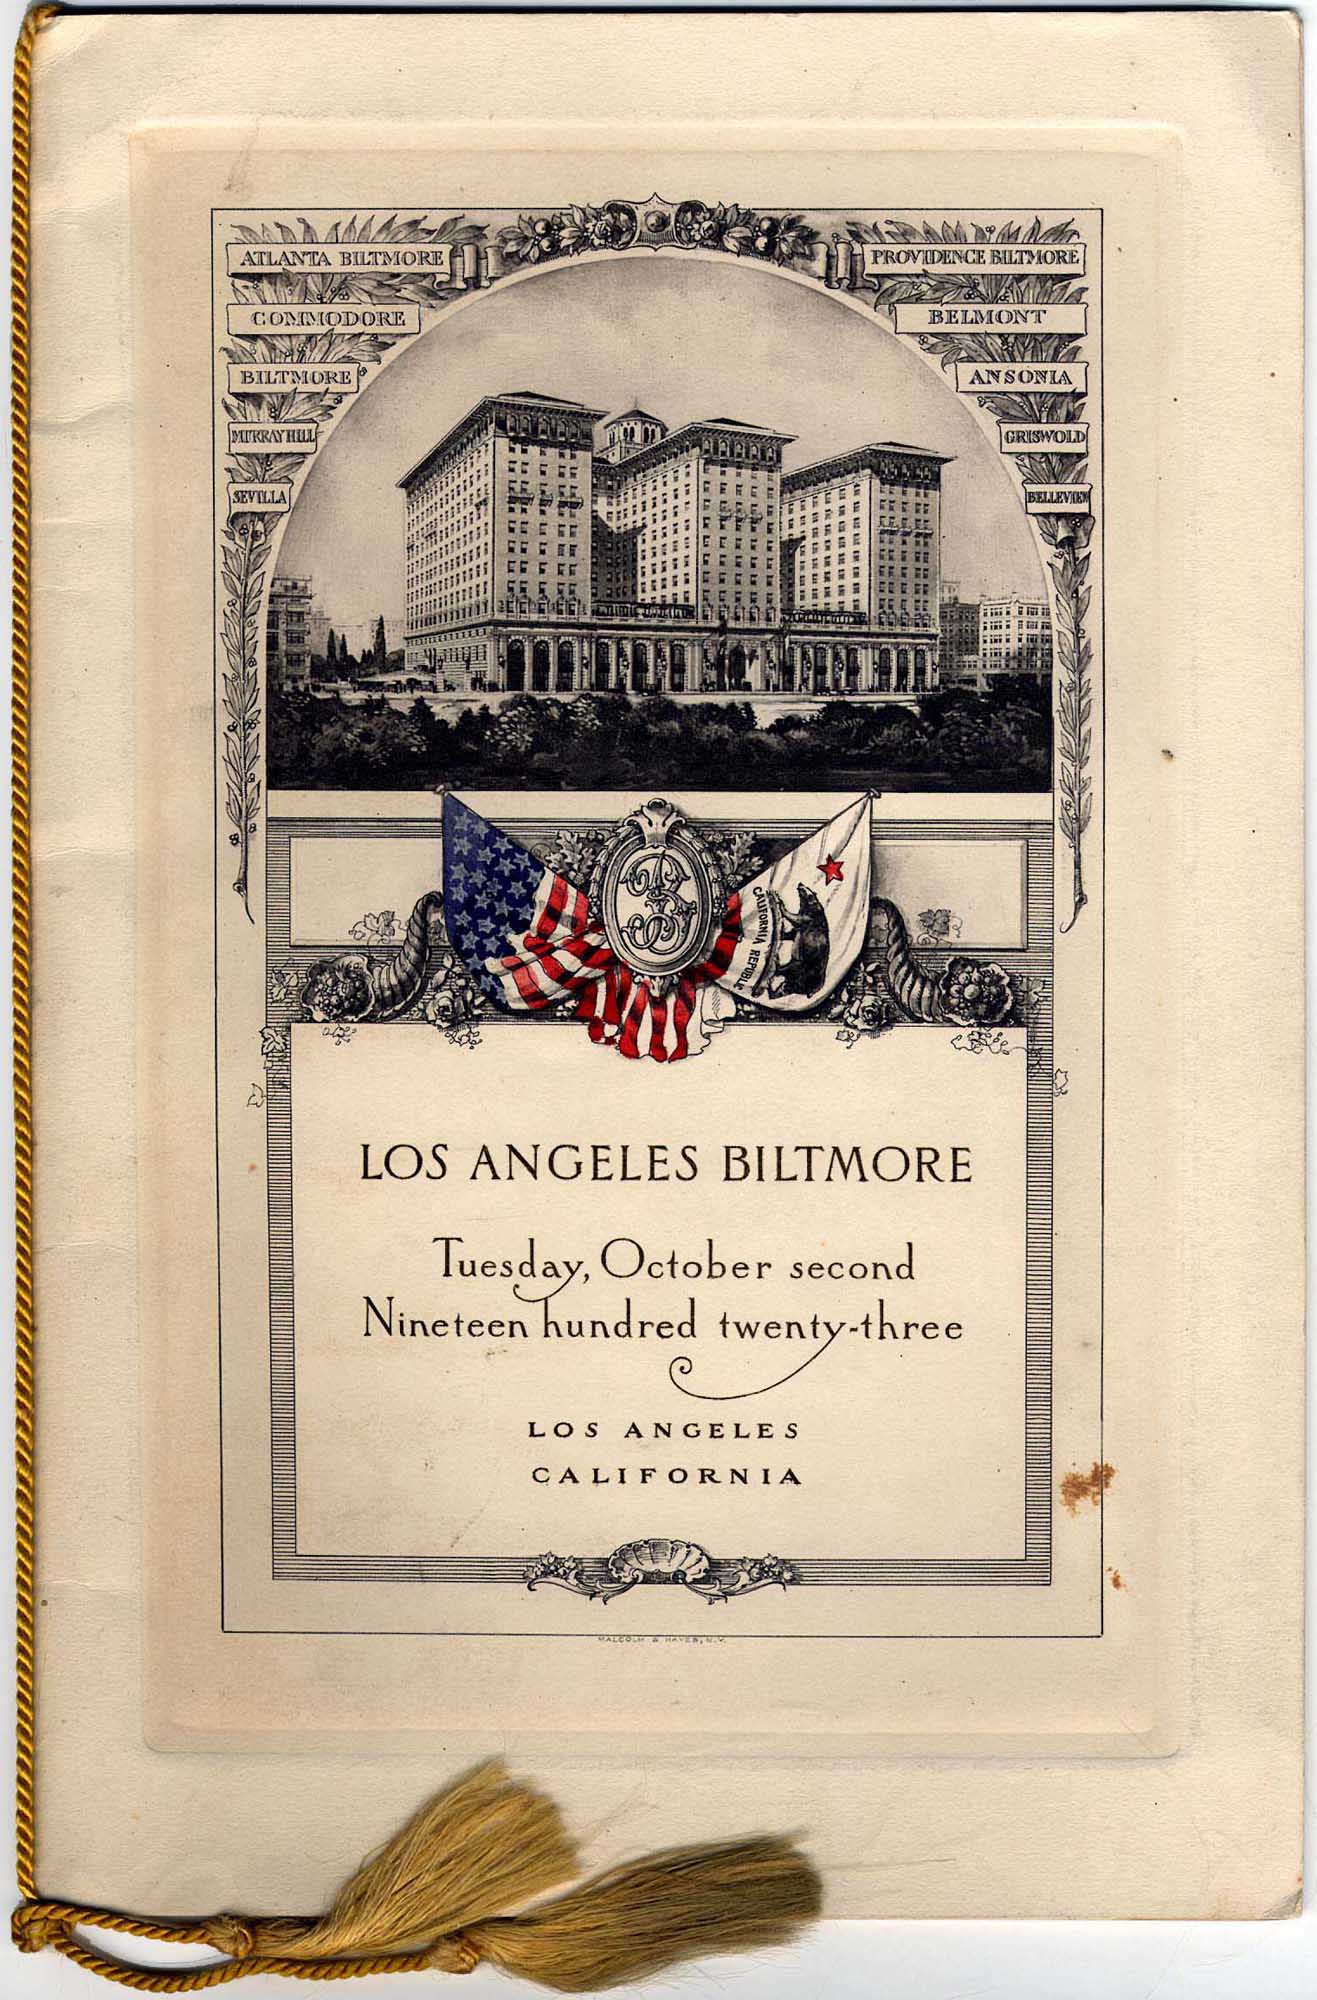 ATLANTA BILTMORE
COMMODORE
BILTMORE
MURRAY HILL
SEVILLA
PROVIDENCE BILTMORE
BELMONT
ANSONIA
GRISWOLD
BELLEVIEW
CALIFORNIA REPUBLIC
LOS ANGELES BILTMORE
Tuesday, October second
Nineteen hundred twenty-three
LOS ANGELES
CALIFORNIA
MALCOLM & HAYES, N.Y.